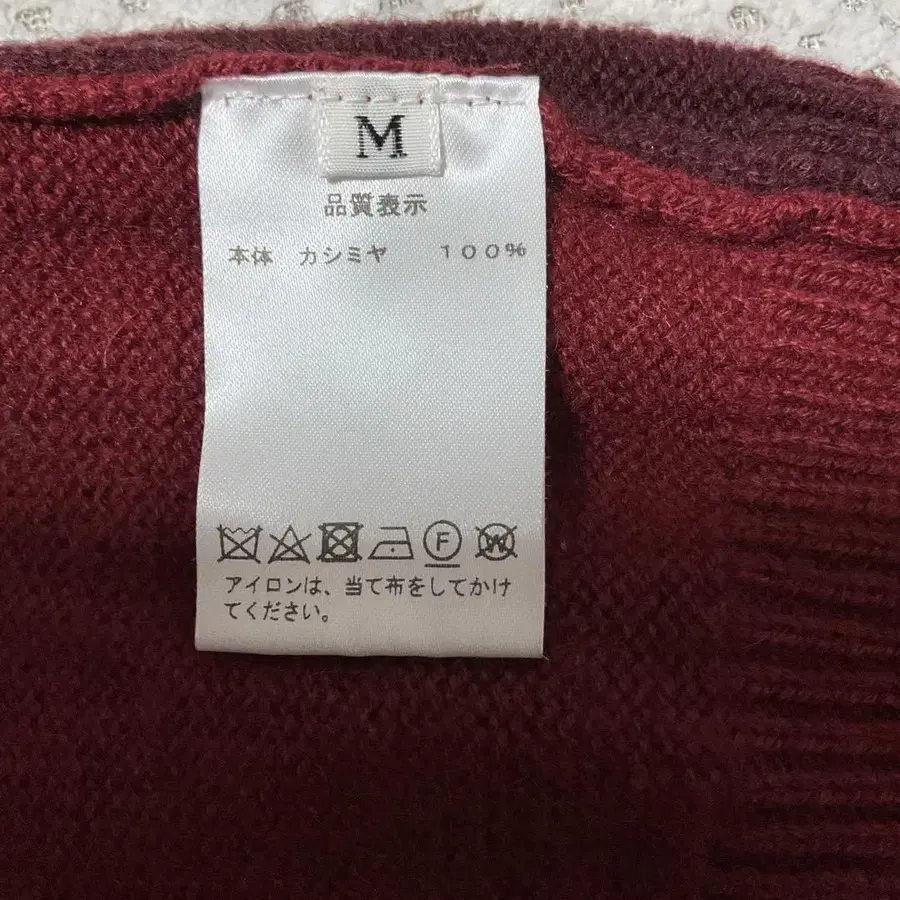 M
品質表示
本体　カシミヤ　１００％
F W
アイロンは、当て布をしてかけ
てください。